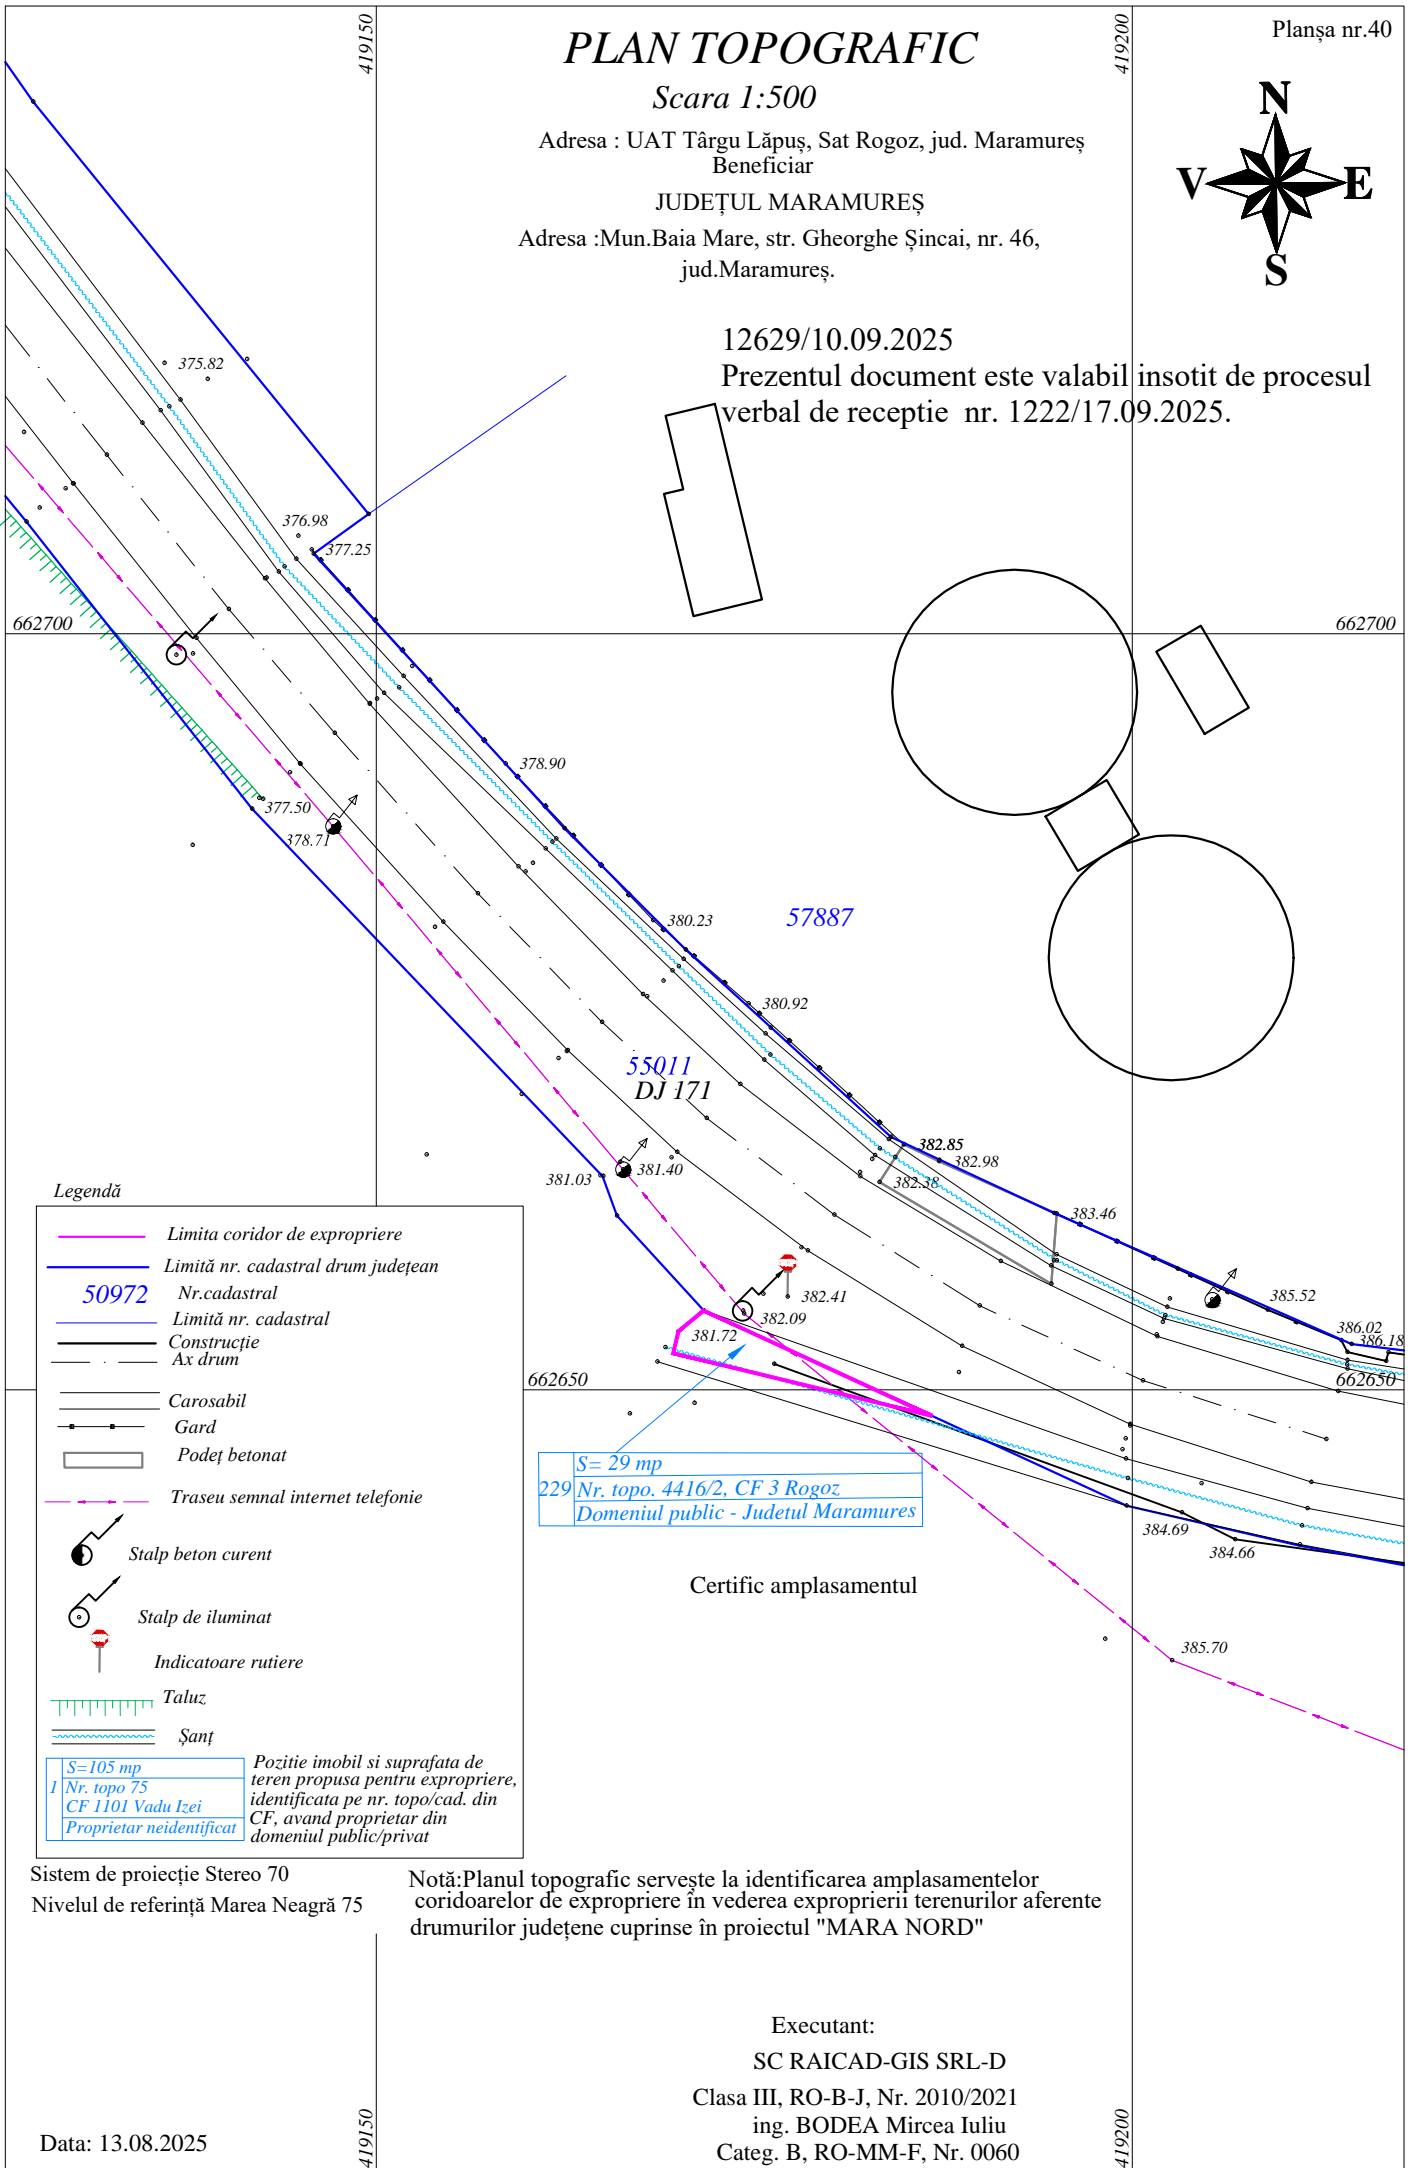 419150
PLAN TOPOGRAFIC
419200
Planșa nr.40
Scara 1:500
Adresa : UAT Târgu Lăpuș, Sat Rogoz, jud. Maramureș
Beneficiar
JUDEȚUL MARAMUREȘ
Adresa :Mun.Baia Mare, str. Gheorghe Șincai, nr. 46,
jud.Maramureș.
N
V
E
S
12629/10.09.2025
Prezentul document este valabil insotit de procesul
verbal de receptie nr. 1222/17.09.2025.
375.82
376.98
377.25
662700
662700
378.90
377.50
378.71
380.23
57887
380.92
55011
DJ 171
382.85
382.98
381.03
381.40
382.38
383.46
382.41
382.09
385.52
381.72
386.02
386.18
662650
662650
229
S= 29 mp
Nr. topo. 4416/2, CF 3 Rogoz
Domeniul public - Judetul Maramures
384.69
384.66
Certific amplasamentul
385.70
Legendă
Limita coridor de expropriere
Limită nr. cadastral drum județean
50972 Nr.cadastral
Limită nr. cadastral
Construcție
Ax drum
Carosabil
Gard
Podeț betonat
Traseu semnal internet telefonie
Stalp beton curent
Stalp de iluminat
Indicatoare rutiere
Taluz
Șanț
1
S=105 mp
Nr. topo 75
CF 1101 Vadu Izei
Proprietar neidentificat
Pozitie imobil si suprafata de
teren propusa pentru expropriere,
identificata pe nr. topo/cad. din
CF, avand proprietar din
domeniul public/privat
Sistem de proiecție Stereo 70
Nivelul de referință Marea Neagră 75
Notă:Planul topografic servește la identificarea amplasamentelor
coridoarelor de expropriere în vederea exproprierii terenurilor aferente
drumurilor județene cuprinse în proiectul "MARA NORD"
Executant:
SC RAICAD-GIS SRL-D
Clasa III, RO-B-J, Nr. 2010/2021
ing. BODEA Mircea Iuliu
Categ. B, RO-MM-F, Nr. 0060
Data: 13.08.2025
419150
419200